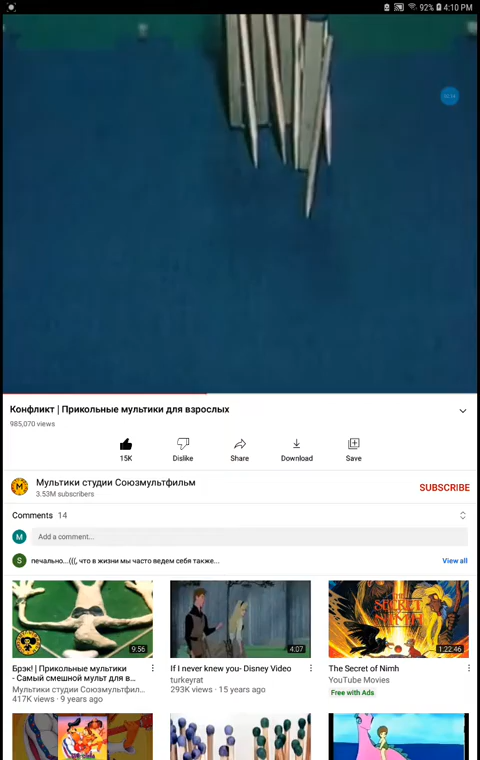 92% 4:10 PM
Конфликт | Прикольные мультики для взрослых
985,070 views
15K
Dislike
Share
Download
Save
М
Мультики студии Союзмультфильм
3.53M subscribers
SUBSCRIBE
Comments 14
M
Add a comment...
S
печально...(((, что в жизни мы часто ведем себя также...
View all
9:56
4:07
THE
SECRET
OF
NIMH
1:22:46
Брэк! | Прикольные мультики
- Самый смешной мульт для в...
Мультики студии Союзмультфил...
417K views · 9 years ago
If I never knew you- Disney Video
turkeyrat
293K views · 15 years ago
The Secret of Nimh
YouTube Movies
Free with Ads